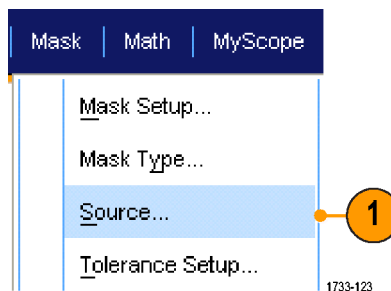 Mask Math MyScope
Mask Setup...
Mask Type...
Source...
1
Tolerance Setup...
1733-123